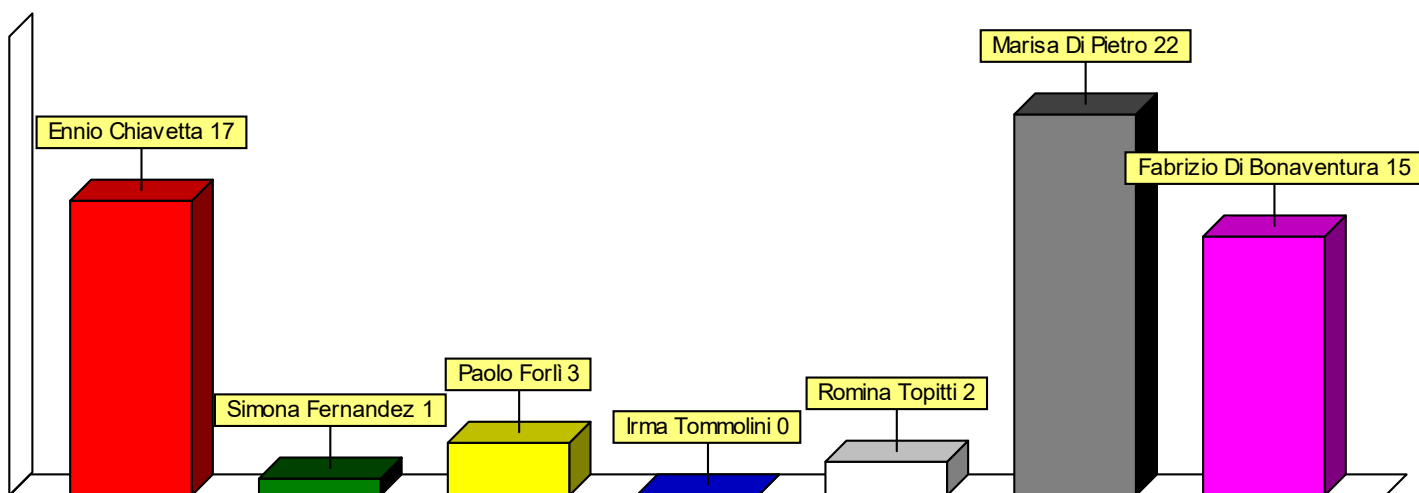 Ennio Chiavetta 17
Simona Fernandez 1
Paolo Forlì 3
Irma Tommolini 0
Romina Topitti 2
Marisa Di Pietro 22
Fabrizio Di Bonaventura 15